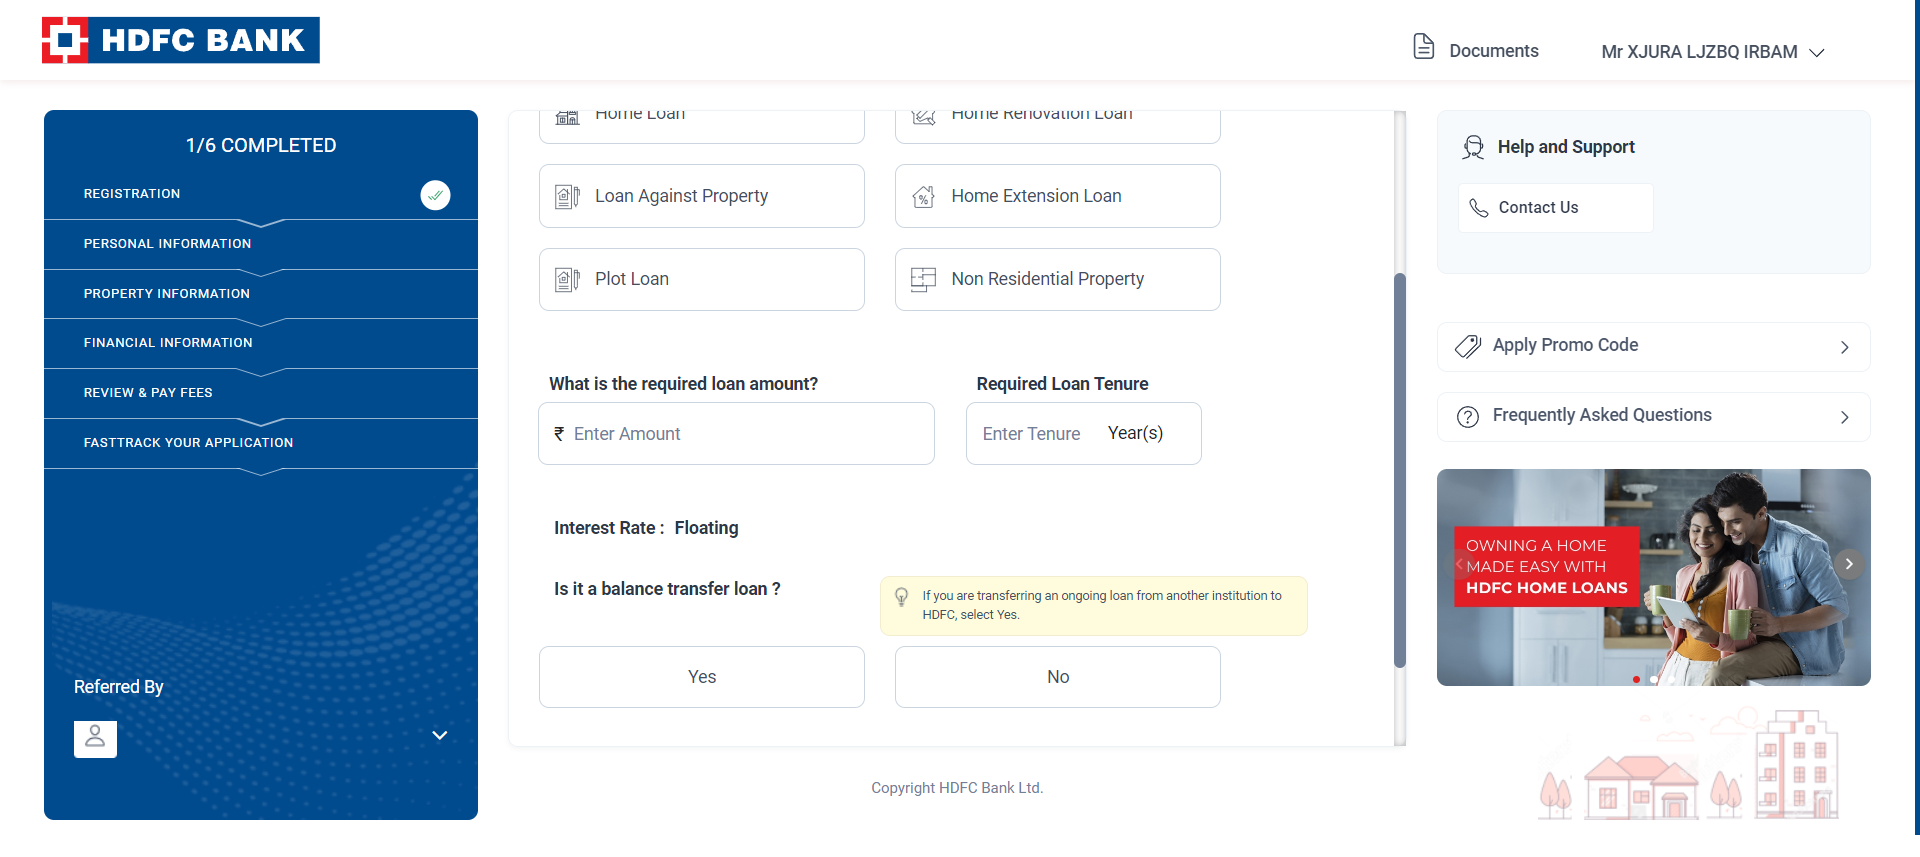 HDFC BANK
Documents
Mr XJURA LJZBQ IRBAM
1/6 COMPLETED
REGISTRATION
PERSONAL INFORMATION
PROPERTY INFORMATION
FINANCIAL INFORMATION
REVIEW & PAY FEES
FASTTRACK YOUR APPLICATION
Referred By
Home Loan
Home Renovation Loan
Loan Against Property
Home Extension Loan
Plot Loan
Non Residential Property
What is the required loan amount?
Required Loan Tenure
₹ Enter Amount
Enter Tenure Year(s)
Interest Rate : Floating
Is it a balance transfer loan ?
If you are transferring an ongoing loan from another institution to
HDFC, select Yes.
Yes
No
Copyright HDFC Bank Ltd.
Help and Support
Contact Us
Apply Promo Code
Frequently Asked Questions
OWNING A HOME
MADE EASY WITH
HDFC HOME LOANS